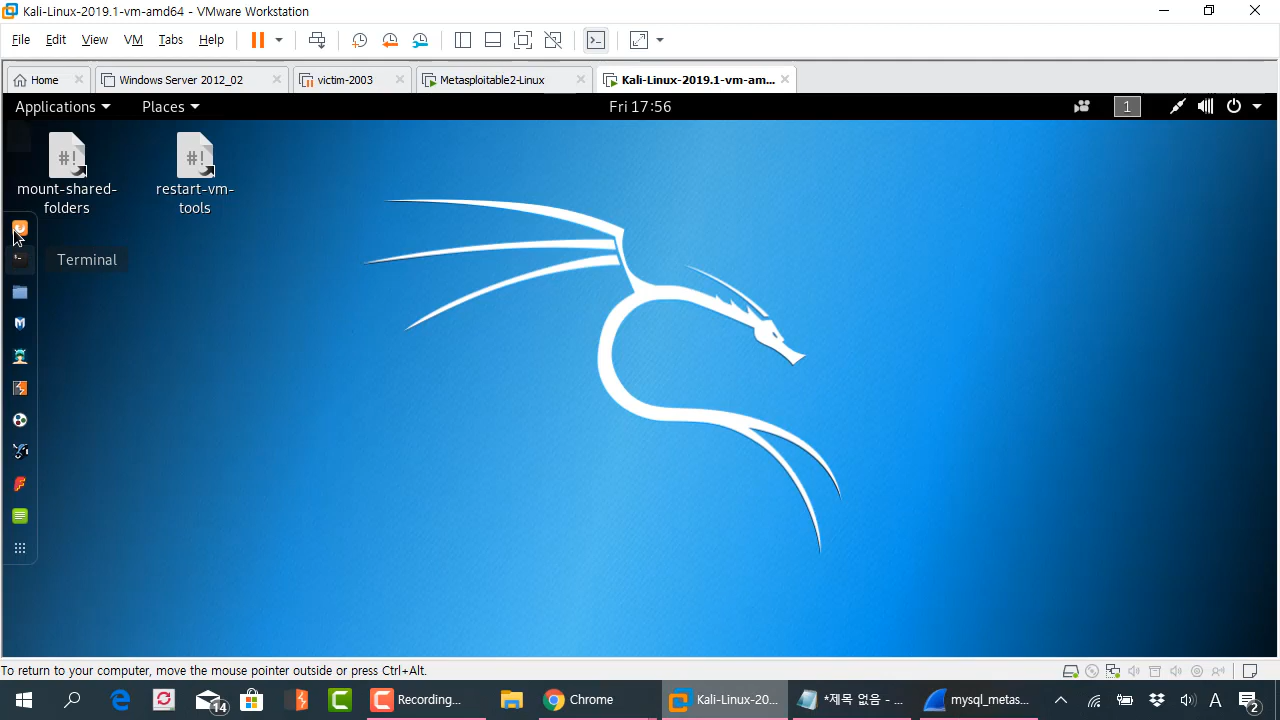 Kali-Linux-2019.1-vm-amd64 - VMware Workstation
File Edit View VM Tabs Help
Home Windows Server 2012_02 victim-2003 Metasploitable2-Linux Kali-Linux-2019.1-vm-am...
Applications Places Fri 17:56 1
#! #!
mount-shared-folders
restart-vm-tools
Terminal
To return to your computer, move the mouse pointer outside or press Ctrl+Alt.
14 Recording... Chrome Kali-Linux-20... *제목 없음 - ... mysql_metas... A 2